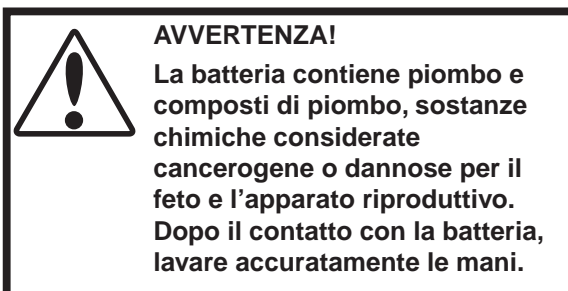 AVVERTENZA!
La batteria contiene piombo e
composti di piombo, sostanze
chimiche considerate
cancerogene o dannose per il
feto e l’apparato riproduttivo.
Dopo il contatto con la batteria,
lavare accuratamente le mani.